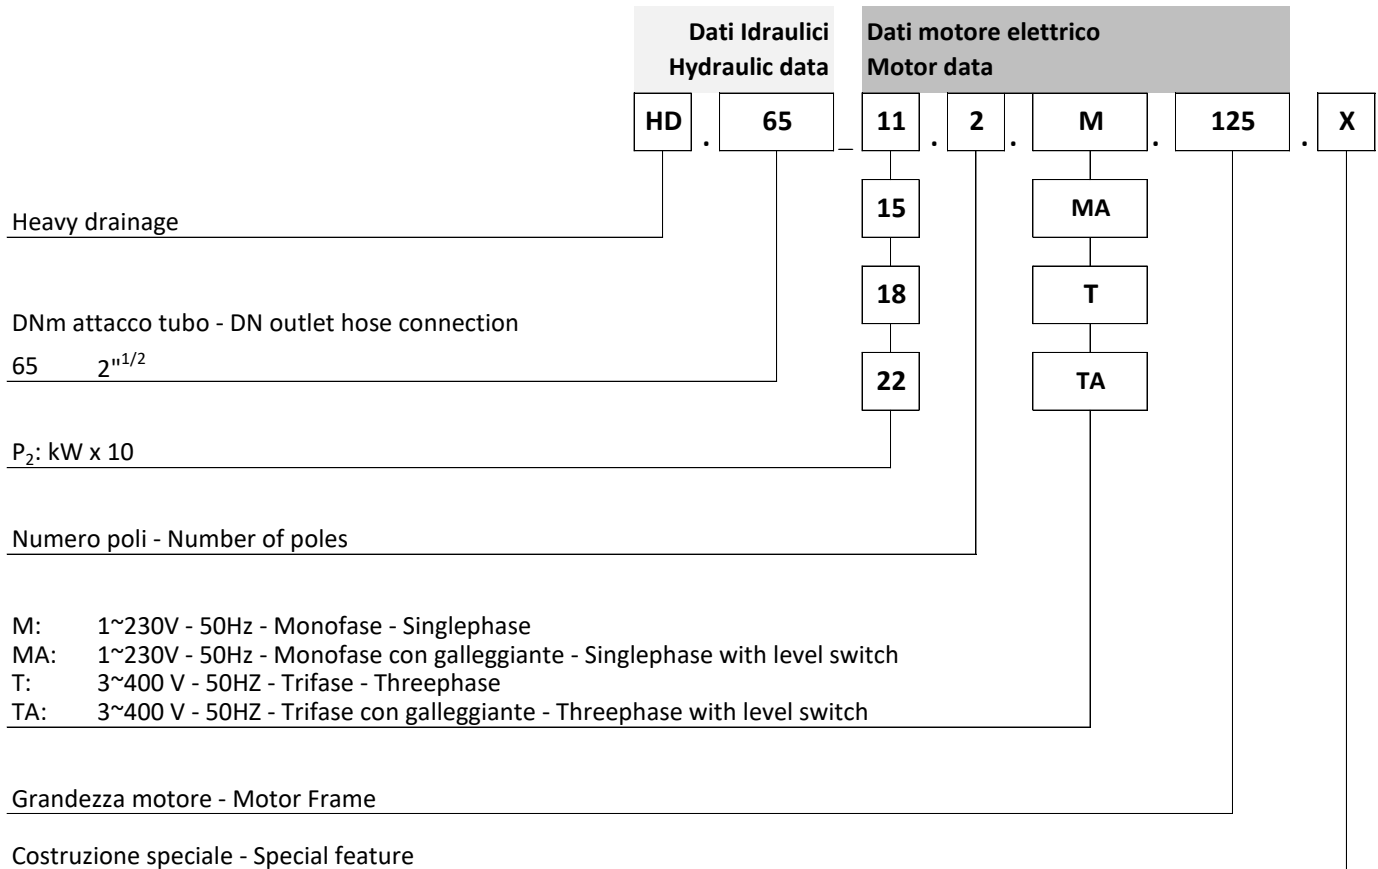 Dati Idraulici Dati motore elettrico
Hydraulic data Motor data
HD . 65 _ 11 . 2 . M . 125 . X
15 MA
Heavy drainage
18 T
DNm attacco tubo - DN outlet hose connection
65 2"1/2
22 TA
P2: kW x 10
Numero poli - Number of poles
M: 1~230V - 50Hz - Monofase - Singlephase
MA: 1~230V - 50Hz - Monofase con galleggiante - Singlephase with level switch
T: 3~400 V - 50HZ - Trifase - Threephase
TA: 3~400 V - 50HZ - Trifase con galleggiante - Threephase with level switch
Grandezza motore - Motor Frame
Costruzione speciale - Special feature